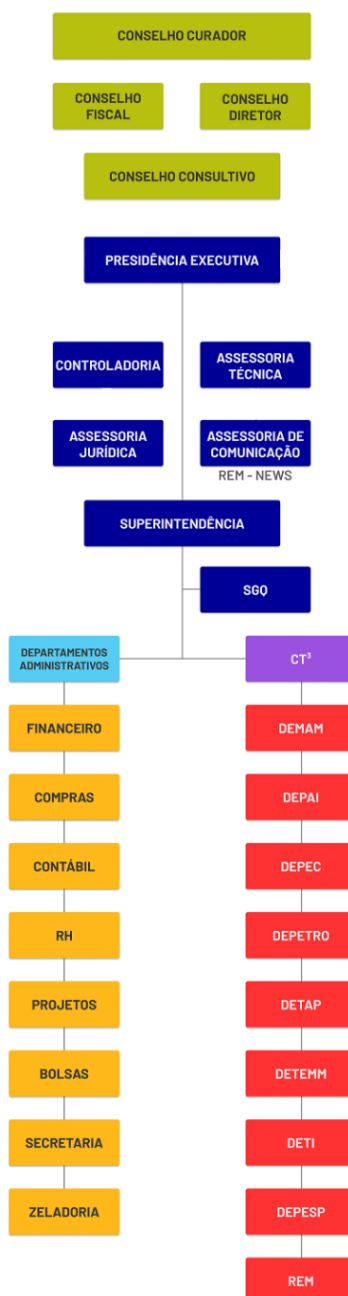 CONSELHO CURADOR
CONSELHO
FISCAL
CONSELHO
DIRETOR
CONSELHO CONSULTIVO
PRESIDÊNCIA EXECUTIVA
CONTROLADORIA
ASSESSORIA
TÉCNICA
ASSESSORIA
JURÍDICA
ASSESSORIA DE
COMUNICAÇÃO
REM - NEWS
SUPERINTENDÊNCIA
SGQ
DEPARTAMENTOS
ADMINISTRATIVOS
FINANCEIRO
COMPRAS
CONTÁBIL
RH
PROJETOS
BOLSAS
SECRETARIA
ZELADORIA
CT³
DEMAM
DEPAI
DEPEC
DEPETRO
DETAP
DETEMM
DETI
DEPESP
REM